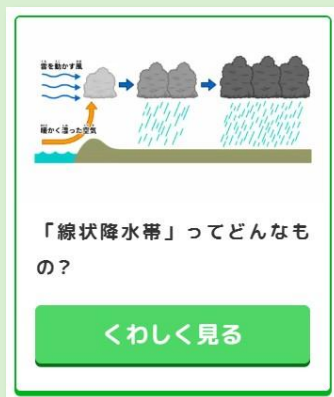 雲を動かす風
暖かく湿った空気
「線状降水帯」ってどんなも
の？
くわしく見る